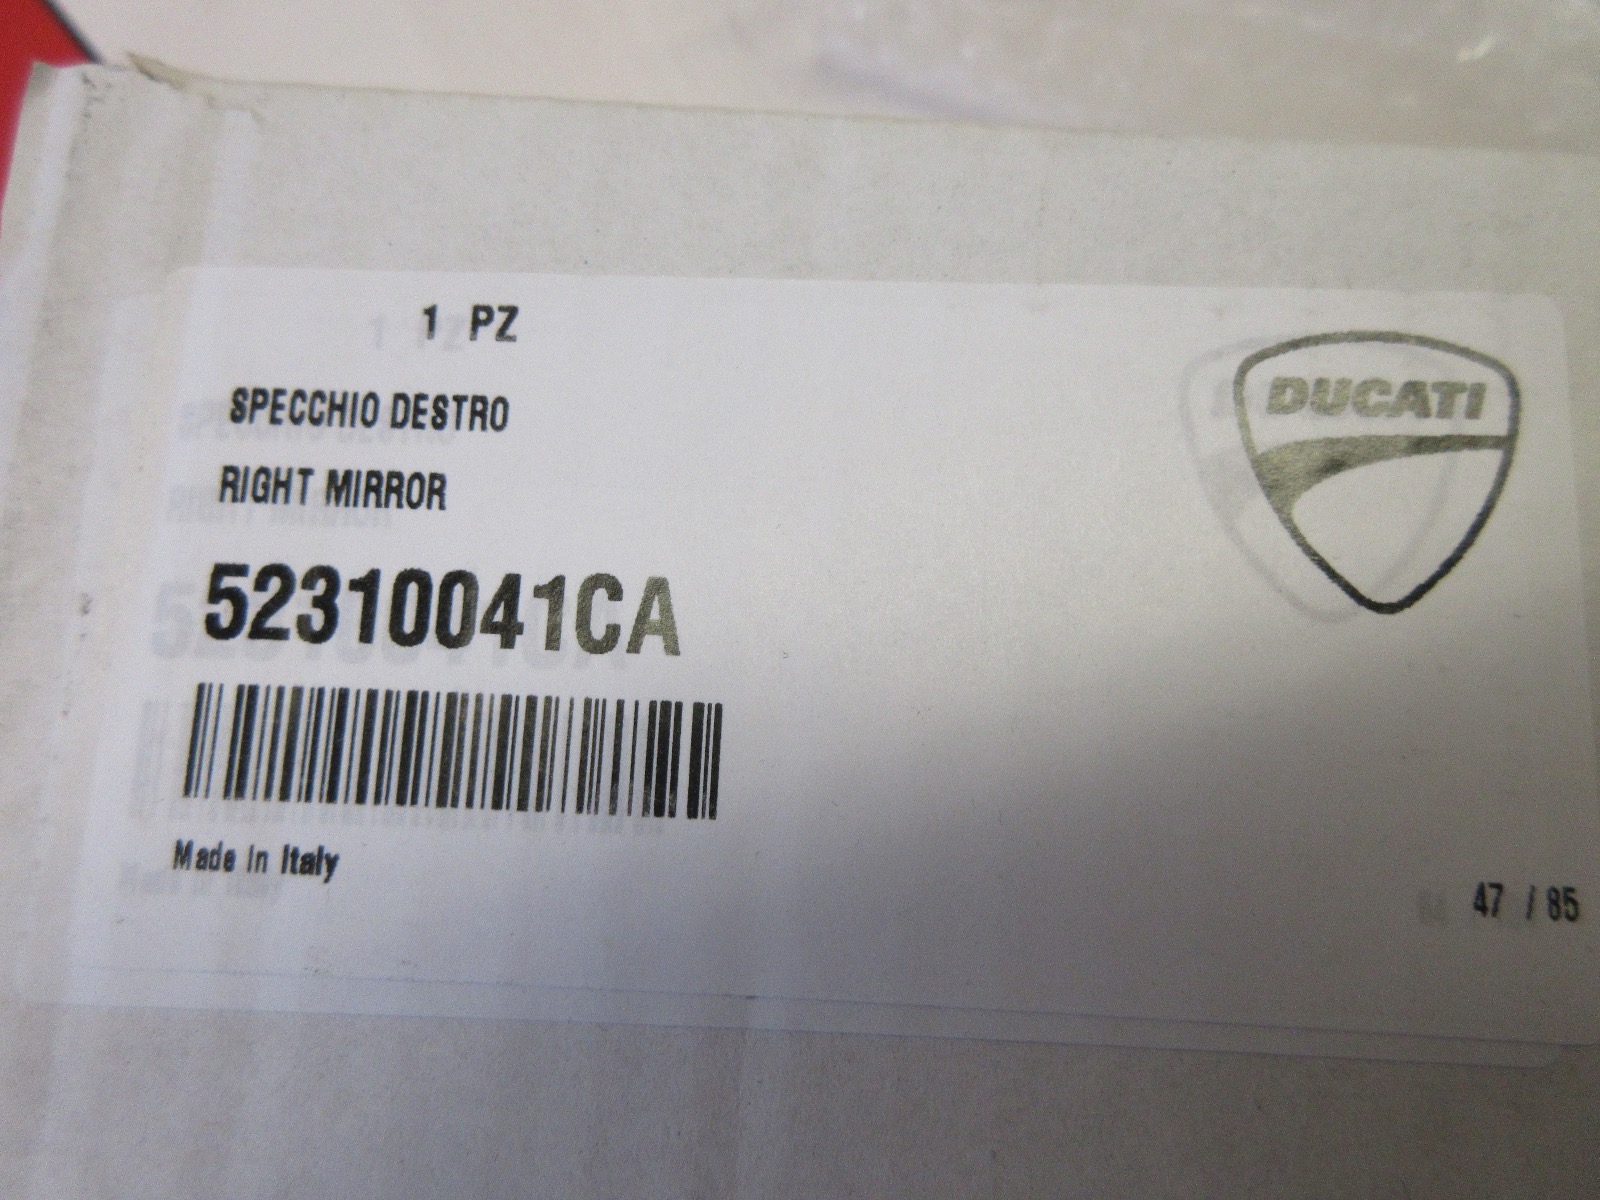 1 PZ
DUCATI
SPECCHIO DESTRO
RIGHT MIRROR
52310041CA
Made In Italy
47 / 85